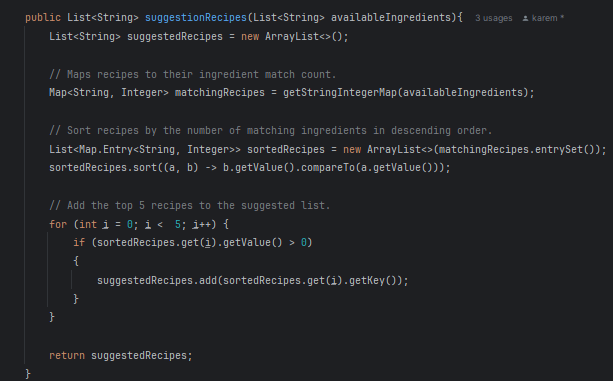 public List<String> suggestionRecipes(List<String> availableIngredients){ 3 usages karem *
List<String> suggestedRecipes = new ArrayList<>();
// Maps recipes to their ingredient match count.
Map<String, Integer> matchingRecipes = getStringIntegerMap(availableIngredients);
// Sort recipes by the number of matching ingredients in descending order.
List<Map.Entry<String, Integer>> sortedRecipes = new ArrayList<>(matchingRecipes.entrySet());
sortedRecipes.sort((a, b) -> b.getValue().compareTo(a.getValue()));
// Add the top 5 recipes to the suggested list.
for (int i = 0; i < 5; i++) {
if (sortedRecipes.get(i).getValue() > 0)
{
suggestedRecipes.add(sortedRecipes.get(i).getKey());
}
}
return suggestedRecipes;
}